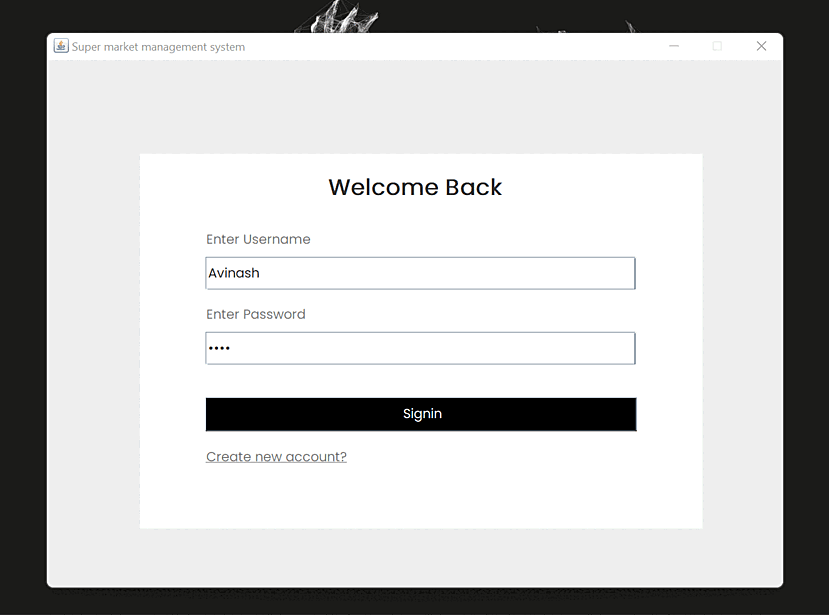 Super market management system
Welcome Back
Enter Username
Avinash
Enter Password
••••
Signin
Create new account?